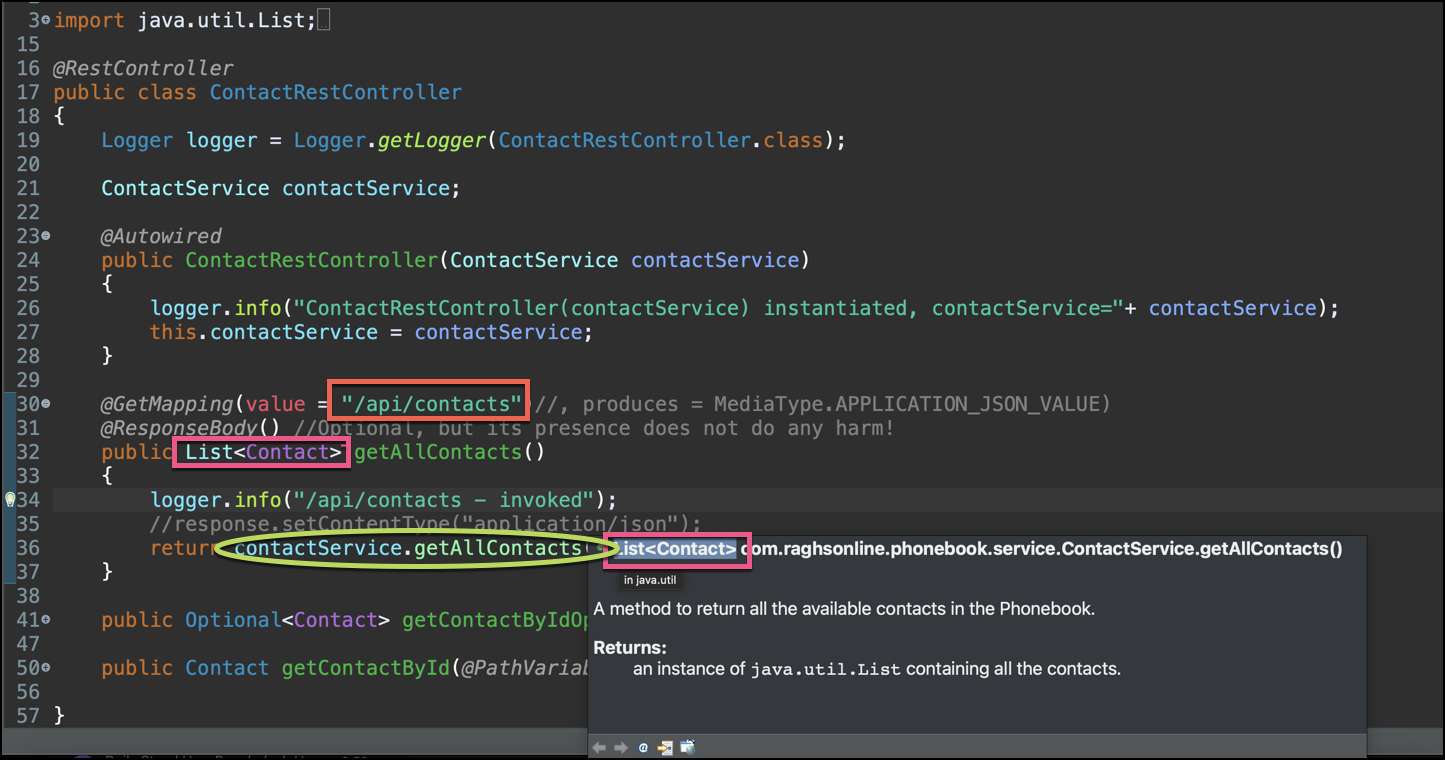 3 import java.util.List;
15
16 @RestController
17 public class ContactRestController
18 {
19 Logger logger = Logger.getLogger(ContactRestController.class);
20
21 ContactService contactService;
22
23 @Autowired
24 public ContactRestController(ContactService contactService)
25 {
26 logger.info("ContactRestController(contactService) instantiated, contactService="+ contactService);
27 this.contactService = contactService;
28 }
29
30 @GetMapping(value = "/api/contacts" //, produces = MediaType.APPLICATION_JSON_VALUE)
31 @ResponseBody() //Optional, but its presence does not do any harm!
32 public List<Contact> getAllContacts()
33 {
34 logger.info("/api/contacts - invoked");
35 //response.setContentType("application/json");
36 return contactService.getAllContacts(
37 }
38
41 public Optional<Contact> getContactByIdOp
47
50 public Contact getContactById(@PathVariab
56
57 }
List<Contact> com.raghsonline.phonebook.service.ContactService.getAllContacts()
in java.util
A method to return all the available contacts in the Phonebook.
Returns:
an instance of java.util.List containing all the contacts.
@